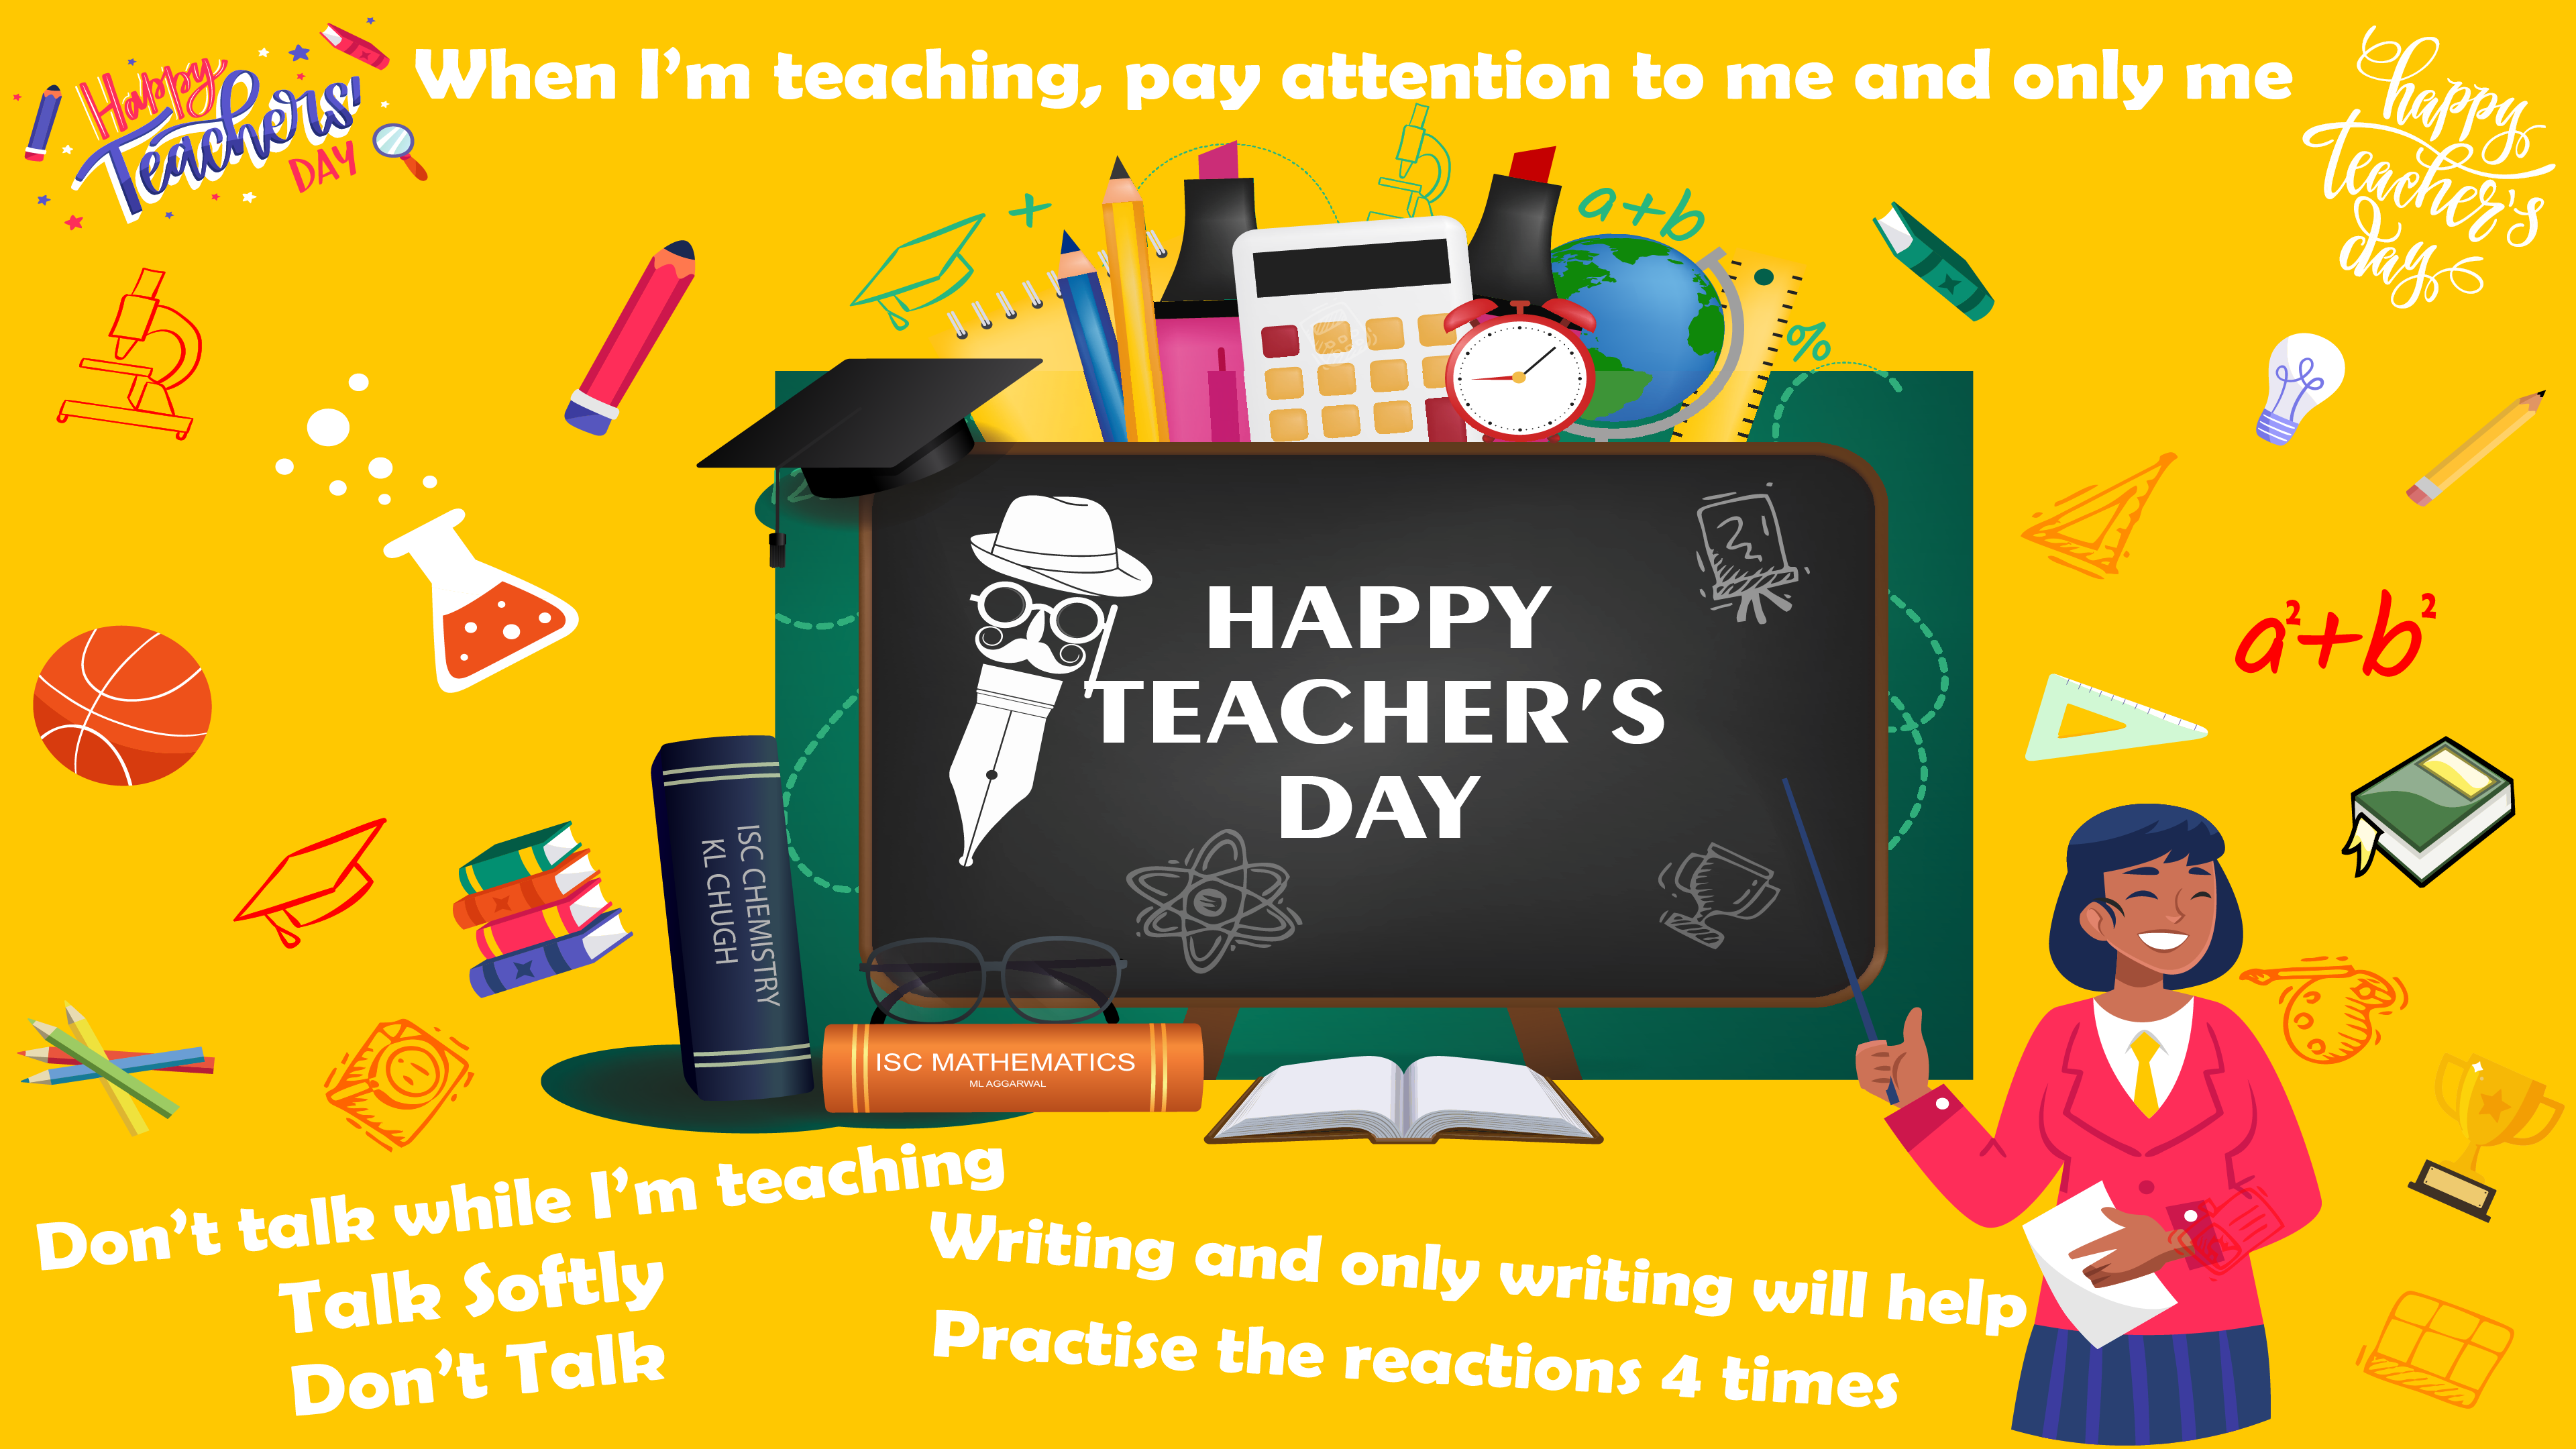 Happy
Teachers'
DAY
When I'm teaching, pay attention to me and only me
happy
teacher's
day
a+b
%
HAPPY
TEACHER'S
DAY
a²+b²
ISC CHEMISTRY
KL CHUGH
ISC MATHEMATICS
ML AGGARWAL
Don't talk while I'm teaching
Talk Softly
Don't Talk
Writing and only writing will help
Practise the reactions 4 times